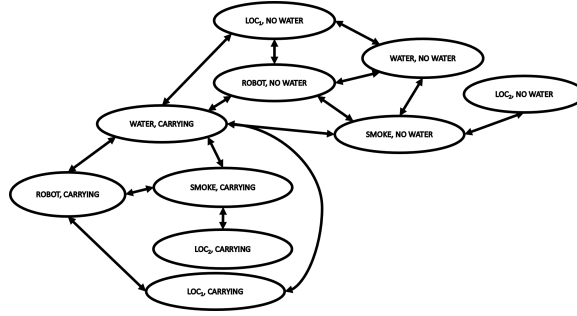 LOC₁, NO WATER
WATER, NO WATER
ROBOT, NO WATER
LOC₂, NO WATER
WATER, CARRYING
SMOKE, NO WATER
ROBOT, CARRYING
SMOKE, CARRYING
LOC₂, CARRYING
LOC₁, CARRYING